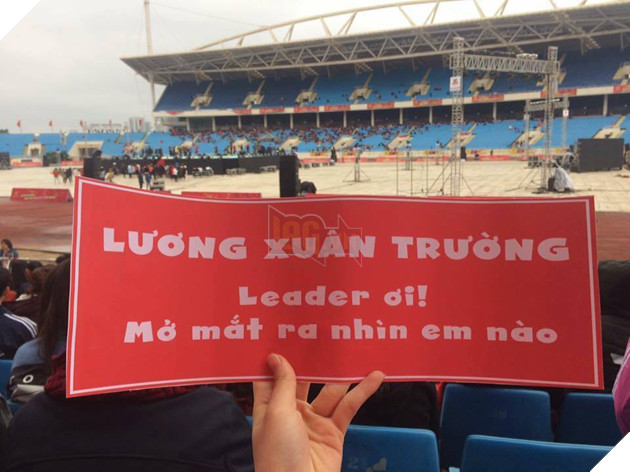 LƯƠNG XUÂN TRƯỜNG
Leader ơi!
Mở mắt ra nhìn em nào